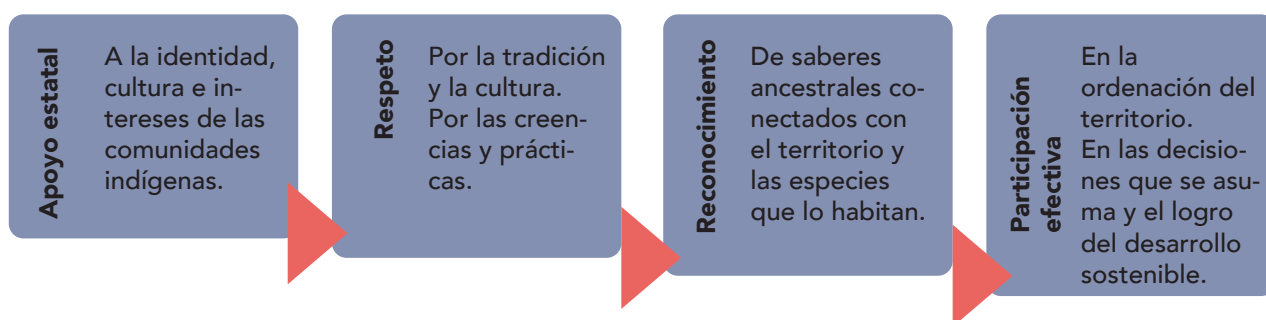 Apoyo estatal
A la identidad,
cultura e in-
tereses de las
comunidades
indígenas.
Respeto
Por la tradición
y la cultura.
Por las creen-
cias y prácti-
cas.
Reconocimiento
De saberes
ancestrales co-
nectados con
el territorio y
las especies
que lo habitan.
Participación
efectiva
En la
ordenación del
territorio.
En las decisio-
nes que se asu-
ma y el logro
del desarrollo
sostenible.